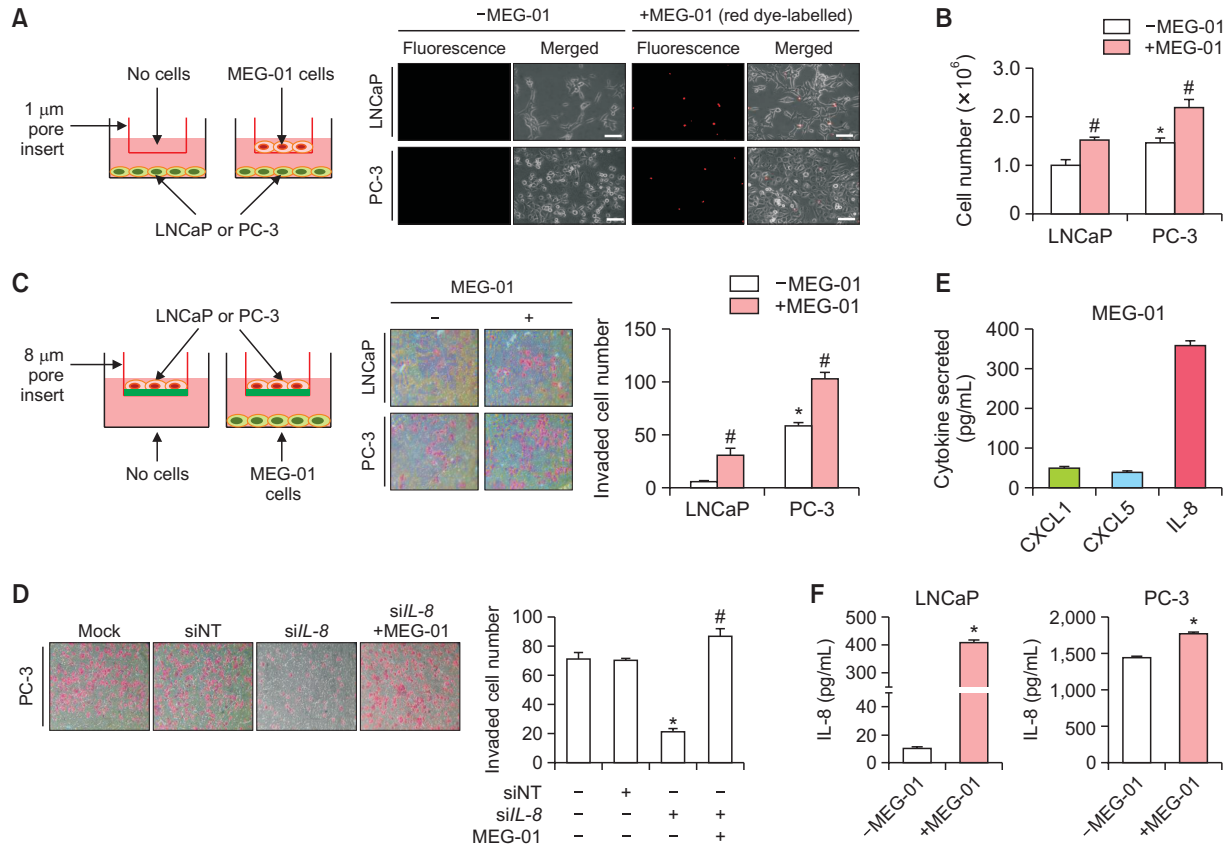 A
−MEG-01
+MEG-01 (red dye-labelled)
Fluorescence
Merged
Fluorescence
Merged
No cells
MEG-01 cells
1 μm
pore
insert
LNCaP or PC-3
LNCaP
PC-3
B
−MEG-01
+MEG-01
Cell number (×10⁶)
3.0
2.0
1.0
0
#
*
#
LNCaP
PC-3
C
LNCaP or PC-3
8 μm
pore
insert
No cells
MEG-01
cells
MEG-01
−
+
LNCaP
PC-3
−MEG-01
+MEG-01
Invaded cell number
150
100
50
0
#
*
#
LNCaP
PC-3
E
MEG-01
Cytokine secreted
(pg/mL)
400
300
200
100
0
CXCL1
CXCL5
IL-8
D
Mock
siNT
siIL-8
siIL-8
+MEG-01
PC-3
Invaded cell number
100
80
60
40
20
0
*
#
siNT
−
+
−
−
siIL-8
−
−
+
+
MEG-01
−
−
−
+
F
LNCaP
IL-8 (pg/mL)
500
400
300
200
40
20
0
*
−MEG-01
+MEG-01
PC-3
IL-8 (pg/mL)
2,000
1,500
1,000
500
0
*
−MEG-01
+MEG-01